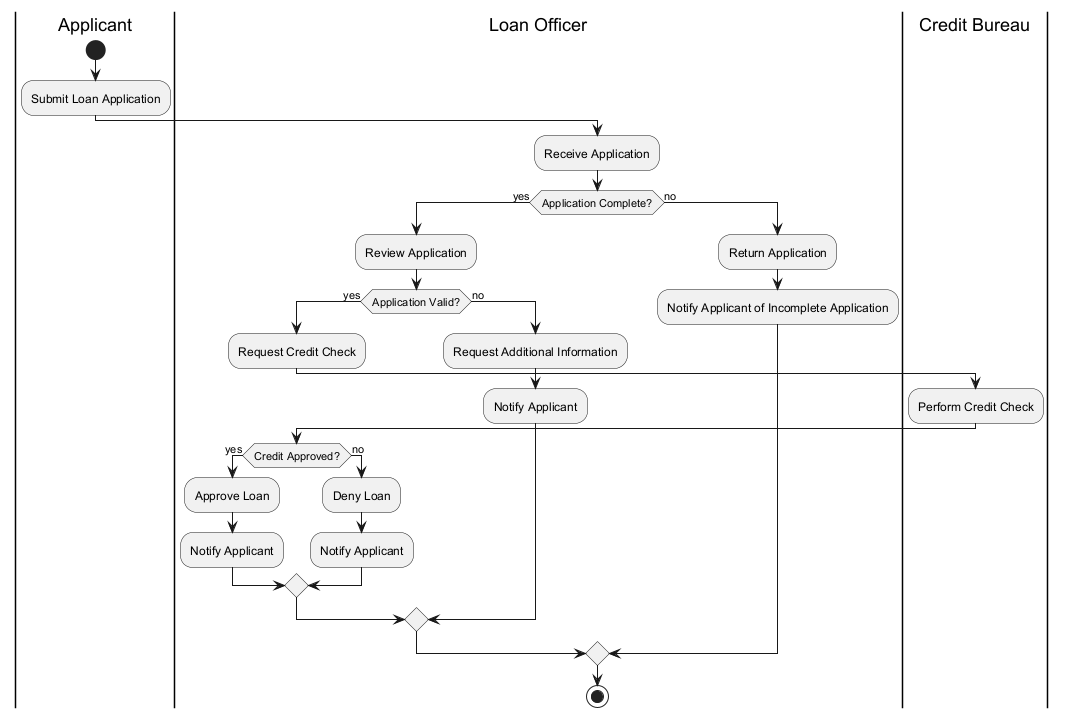 Applicant
Loan Officer
Credit Bureau
Submit Loan Application
Receive Application
yes
Application Complete?
no
Review Application
Return Application
yes
Application Valid?
no
Notify Applicant of Incomplete Application
Request Credit Check
Request Additional Information
Notify Applicant
Perform Credit Check
yes
Credit Approved?
no
Approve Loan
Deny Loan
Notify Applicant
Notify Applicant